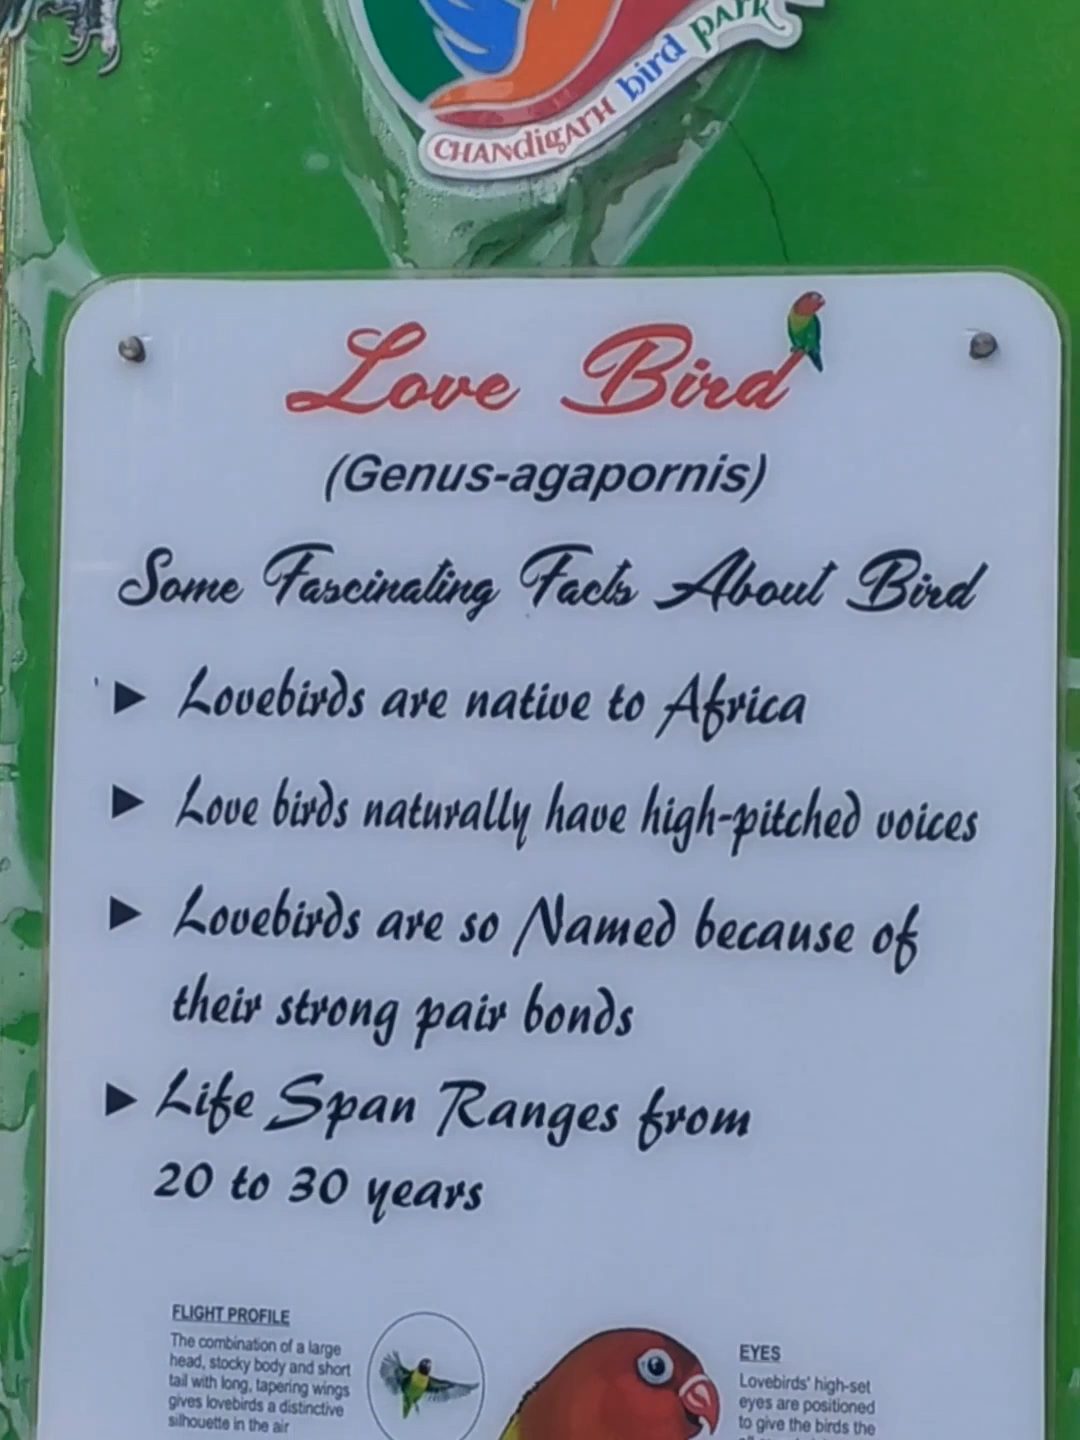 CHANdigARH bird pArk
Love Bird
(Genus-agapornis)
Some Fascinating Facts About Bird
► Lovebirds are native to Africa
► Love birds naturally have high-pitched voices
► Lovebirds are so Named because of
their strong pair bonds
► Life Span Ranges from
20 to 30 years
FLIGHT PROFILE
The combination of a large
head, stocky body and short
tail with long, tapering wings
gives lovebirds a distinctive
silhouette in the air
EYES
Lovebirds' high-set
eyes are positioned
to give the birds the